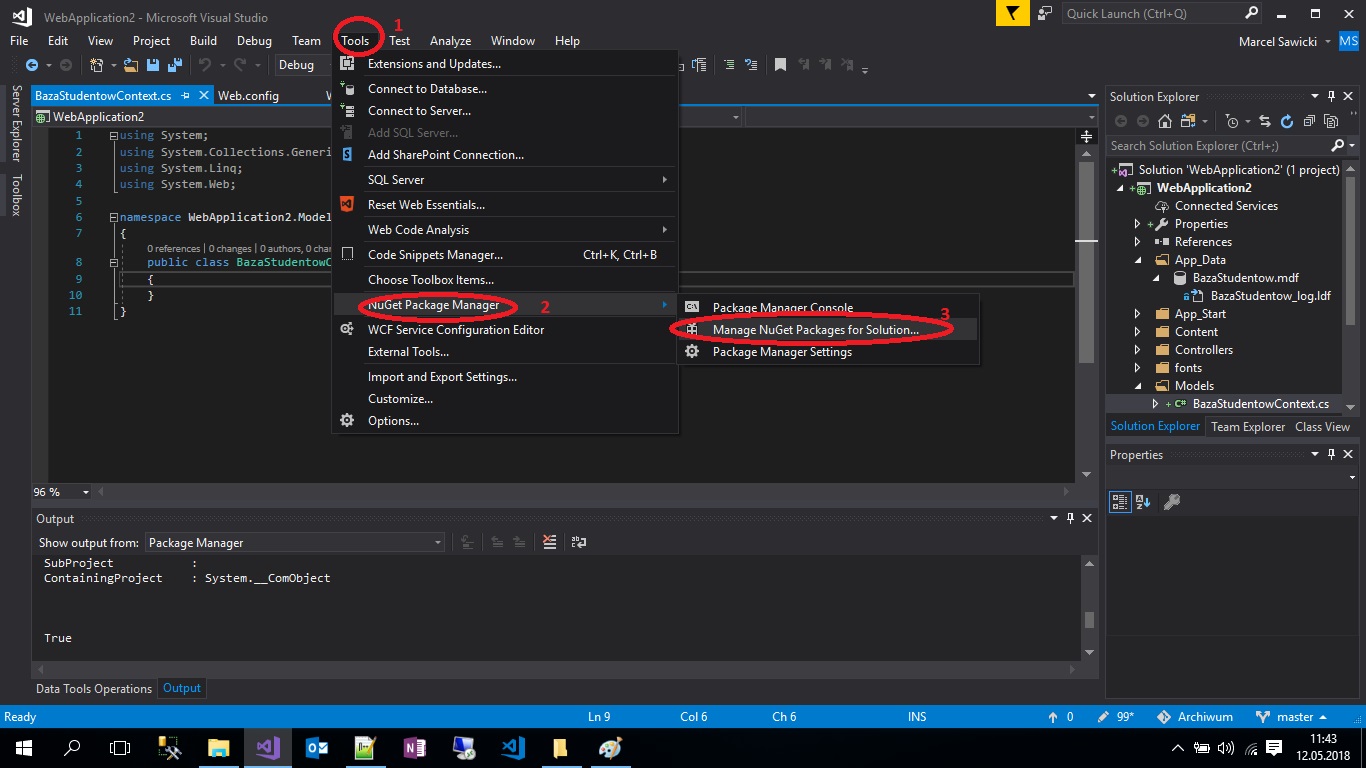 WebApplication2 - Microsoft Visual Studio
Quick Launch (Ctrl+Q)
1
File Edit View Project Build Debug Team Tools Test Analyze Window Help
Marcel Sawicki MS
Debug
BazaStudentowContext.cs Web.config
WebApplication2
1 using System;
2 using System.Collections.Generi
3 using System.Linq;
4 using System.Web;
5
6 namespace WebApplication2.Model
7 {
0 references | 0 changes | 0 authors, 0 char
8 public class BazaStudentowC
9 {
10 }
11 }
96 %
Extensions and Updates...
Connect to Database...
Connect to Server...
Add SQL Server...
Add SharePoint Connection...
SQL Server
Reset Web Essentials...
Web Code Analysis
Code Snippets Manager... Ctrl+K, Ctrl+B
Choose Toolbox Items...
NuGet Package Manager 2
WCF Service Configuration Editor
External Tools...
Import and Export Settings...
Customize...
Options...
Package Manager Console
3
Manage NuGet Packages for Solution...
Package Manager Settings
Server Explorer
Toolbox
Solution Explorer
Search Solution Explorer (Ctrl+;)
Solution 'WebApplication2' (1 project)
WebApplication2
Connected Services
Properties
References
App_Data
BazaStudentow.mdf
BazaStudentow_log.ldf
App_Start
Content
Controllers
fonts
Models
C# BazaStudentowContext.cs
Solution Explorer Team Explorer Class View
Properties
Output
Show output from: Package Manager
SubProject :
ContainingProject : System.__ComObject
True
Data Tools Operations Output
Ready Ln 9 Col 6 Ch 6 INS 0 99* Archiwum master
11:43
12.05.2018